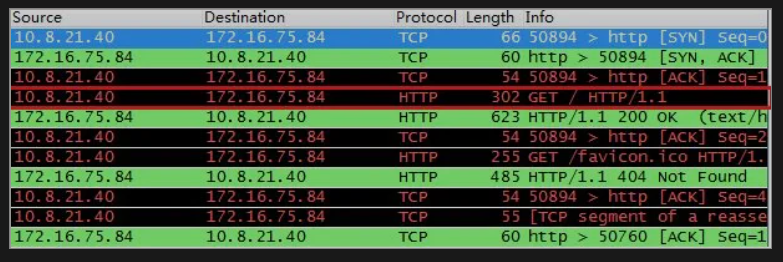 Source Destination Protocol Length Info
10.8.21.40 172.16.75.84 TCP 66 50894 > http [SYN] Seq=0
172.16.75.84 10.8.21.40 TCP 60 http > 50894 [SYN, ACK]
10.8.21.40 172.16.75.84 TCP 54 50894 > http [ACK] Seq=1
10.8.21.40 172.16.75.84 HTTP 302 GET / HTTP/1.1
172.16.75.84 10.8.21.40 HTTP 623 HTTP/1.1 200 OK (text/h
10.8.21.40 172.16.75.84 TCP 54 50894 > http [ACK] Seq=2
10.8.21.40 172.16.75.84 HTTP 255 GET /favicon.ico HTTP/1.
172.16.75.84 10.8.21.40 HTTP 485 HTTP/1.1 404 Not Found
10.8.21.40 172.16.75.84 TCP 54 50894 > http [ACK] Seq=4
10.8.21.40 172.16.75.84 TCP 55 [TCP segment of a reasse
172.16.75.84 10.8.21.40 TCP 60 http > 50760 [ACK] Seq=1